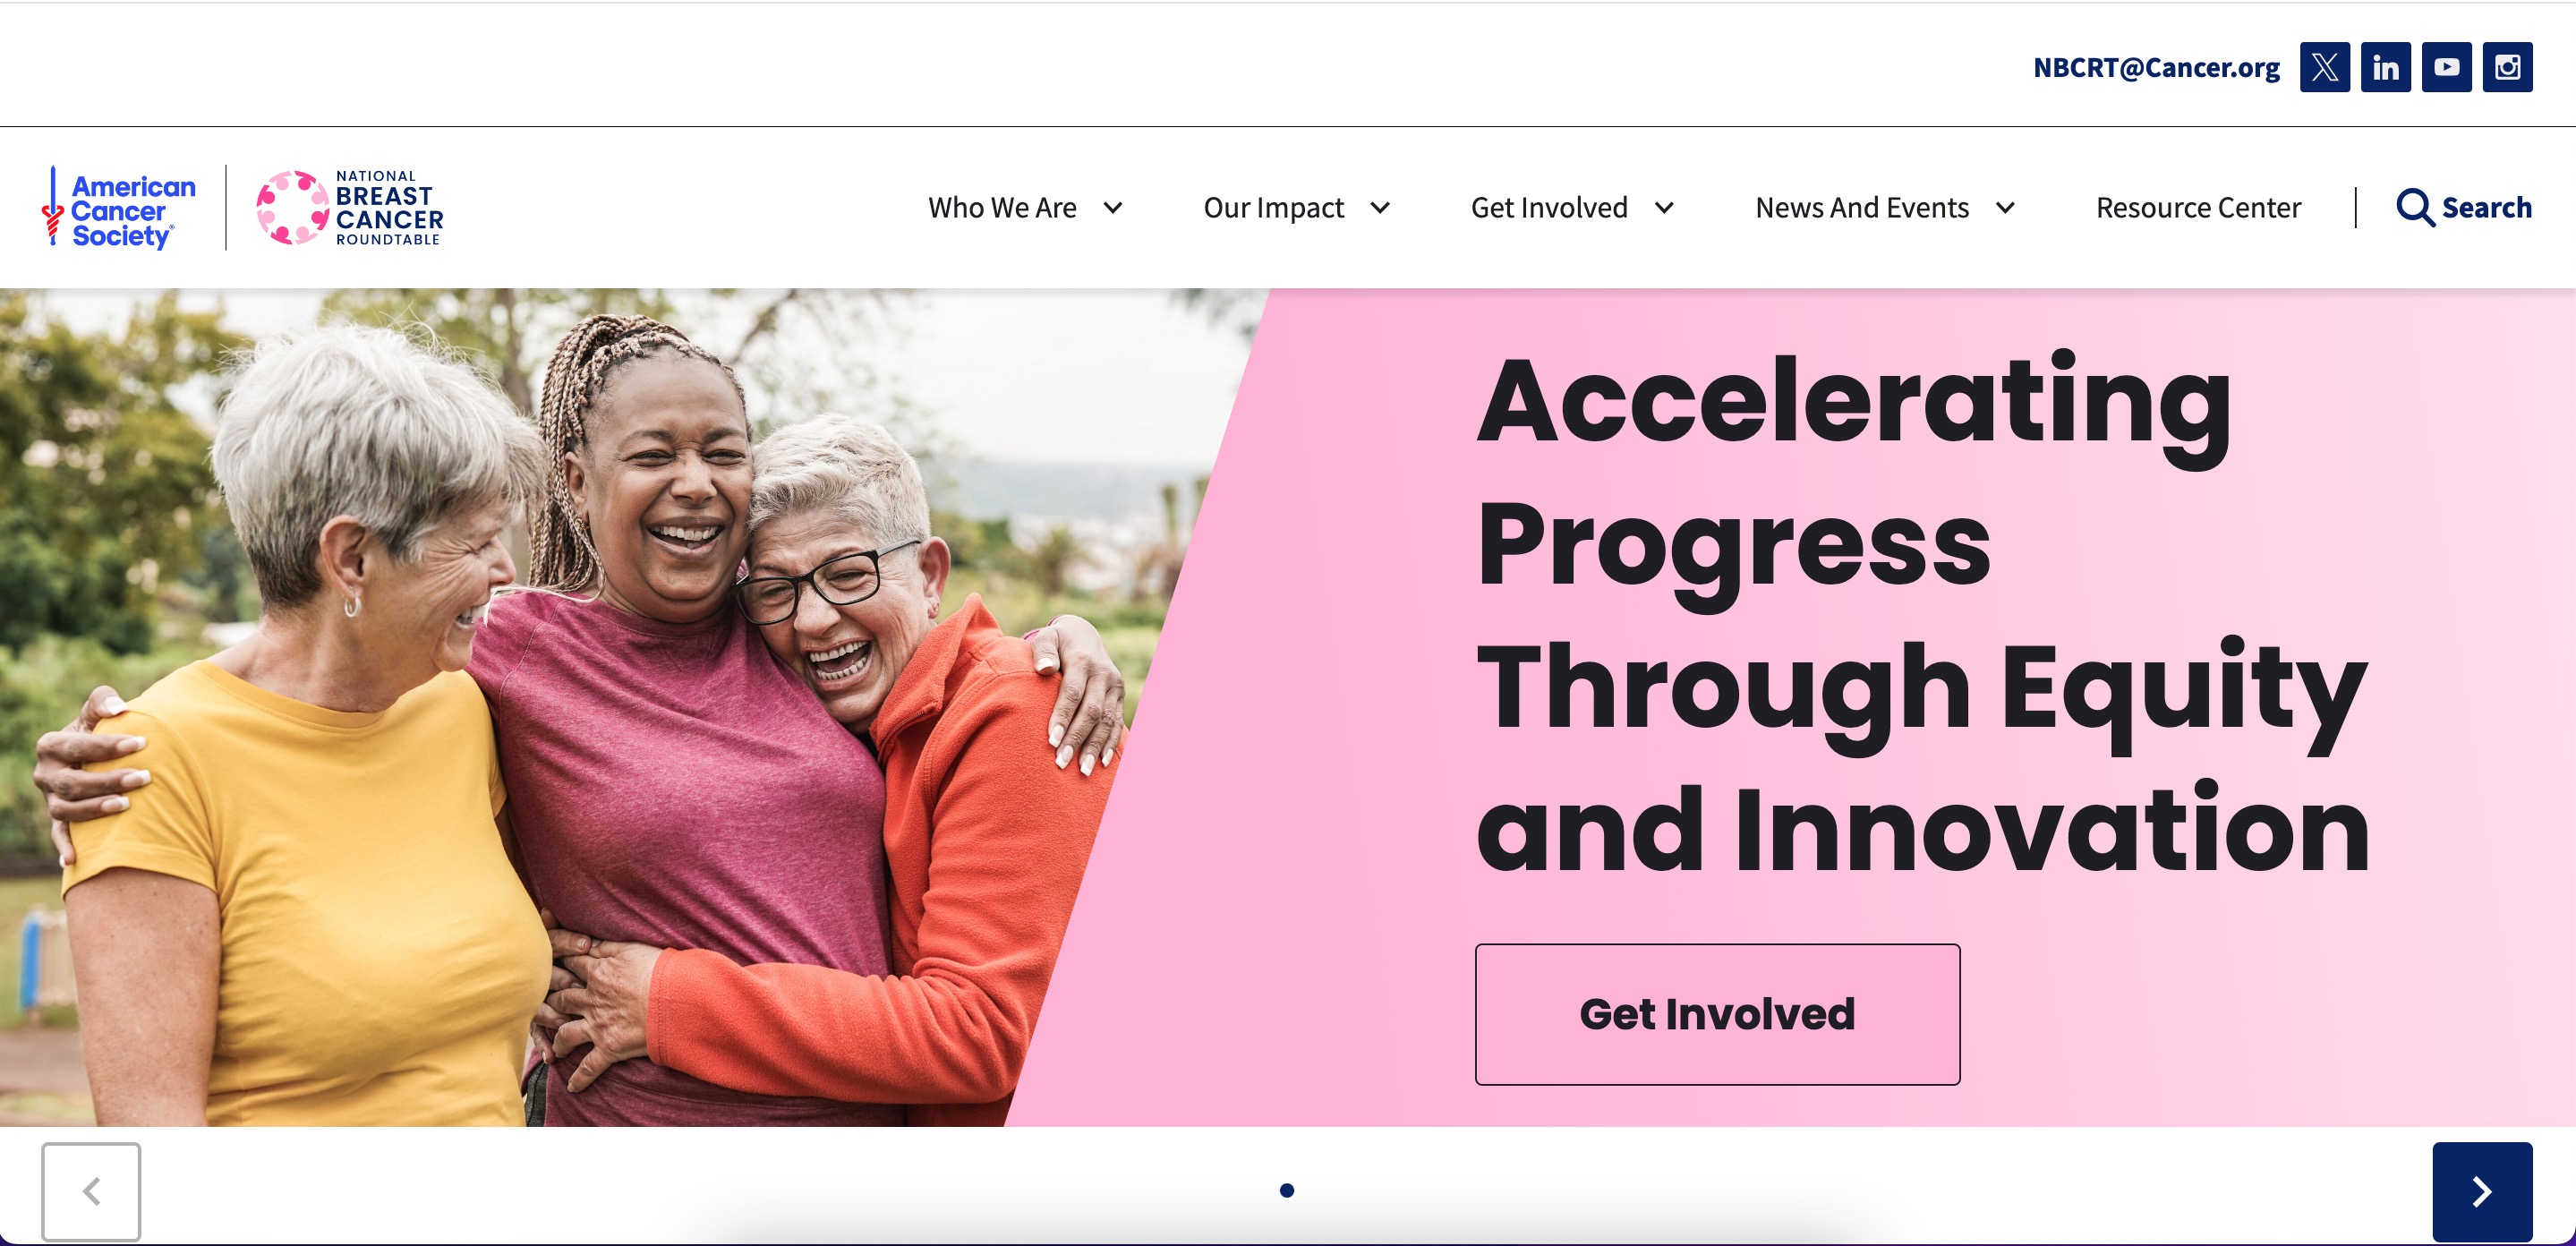 NBCRT@Cancer.org
American
Cancer
Society®
NATIONAL
BREAST
CANCER
ROUNDTABLE
Who We Are
Our Impact
Get Involved
News And Events
Resource Center
Search
Accelerating
Progress
Through Equity
and Innovation
Get Involved